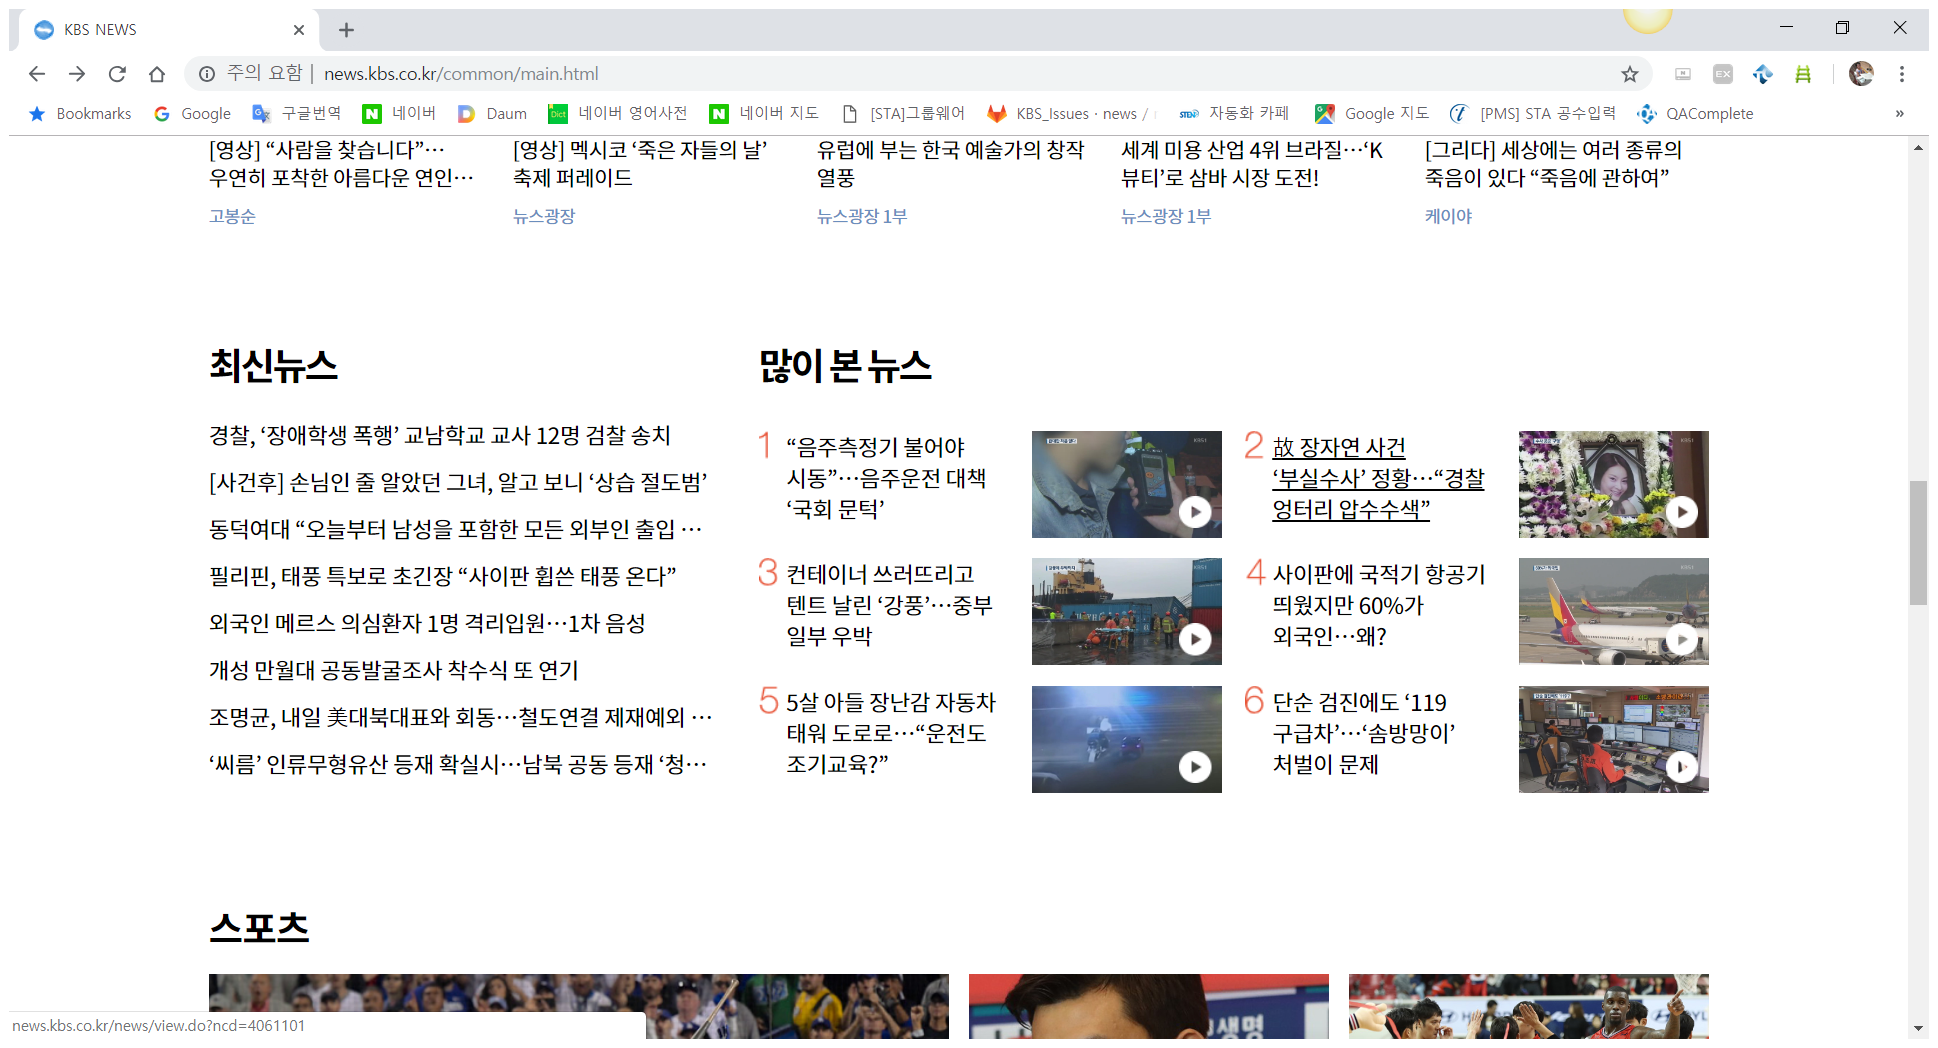 KBS NEWS
주의 요함 | news.kbs.co.kr/common/main.html
EX
Bookmarks Google 구글번역 네이버 Daum 네이버 영어사전 네이버 지도 [STA]그룹웨어 KBS_Issues · news / 자동화 카페 Google 지도 [PMS] STA 공수입력 QAComplete »
[영상] “사람을 찾습니다”…
우연히 포착한 아름다운 연인…
고봉순
[영상] 멕시코 ‘죽은 자들의 날’
축제 퍼레이드
뉴스광장
유럽에 부는 한국 예술가의 창작
열풍
뉴스광장 1부
세계 미용 산업 4위 브라질…‘K
뷰티’로 삼바 시장 도전!
뉴스광장 1부
[그리다] 세상에는 여러 종류의
죽음이 있다 “죽음에 관하여”
케이야
최신뉴스
경찰, ‘장애학생 폭행’ 교남학교 교사 12명 검찰 송치
[사건후] 손님인 줄 알았던 그녀, 알고 보니 ‘상습 절도범’
동덕여대 “오늘부터 남성을 포함한 모든 외부인 출입 …
필리핀, 태풍 특보로 초긴장 “사이판 휩쓴 태풍 온다”
외국인 메르스 의심환자 1명 격리입원…1차 음성
개성 만월대 공동발굴조사 착수식 또 연기
조명균, 내일 美대북대표와 회동…철도연결 제재예외 …
‘씨름’ 인류무형유산 등재 확실시…남북 공동 등재 ‘청…
많이 본 뉴스
1 “음주측정기 불어야
시동”…음주운전 대책
‘국회 문턱’
2 故 장자연 사건
‘부실수사’ 정황…“경찰
엉터리 압수수색”
3 컨테이너 쓰러뜨리고
텐트 날린 ‘강풍’…중부
일부 우박
4 사이판에 국적기 항공기
띄웠지만 60%가
외국인…왜?
5 5살 아들 장난감 자동차
태워 도로로…“운전도
조기교육?”
6 단순 검진에도 ‘119
구급차’…‘솜방망이’
처벌이 문제
스포츠
생명
news.kbs.co.kr/news/view.do?ncd=4061101